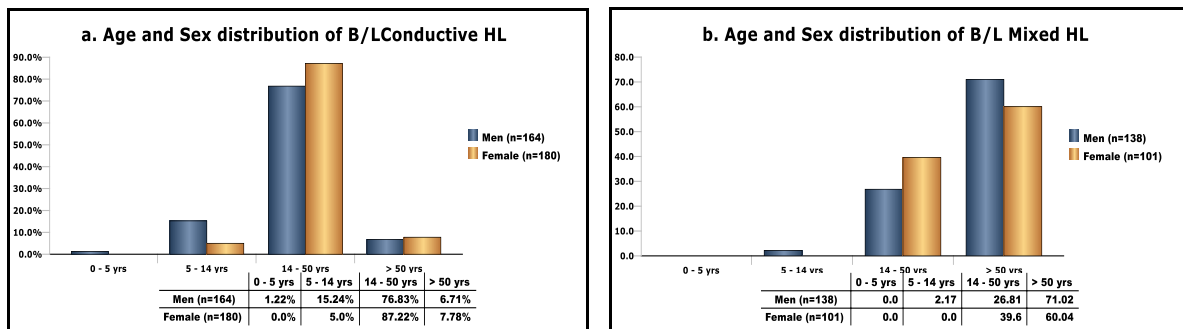 a. Age and Sex distribution of B/LConductive HL
90.0%
80.0%
70.0%
60.0%
50.0%
40.0%
30.0%
20.0%
10.0%
0.0%
Men (n=164)
Female (n=180)
0 - 5 yrs 5 - 14 yrs 14 - 50 yrs > 50 yrs
0 - 5 yrs 5 - 14 yrs 14 - 50 yrs > 50 yrs
Men (n=164) 1.22% 15.24% 76.83% 6.71%
Female (n=180) 0.0% 5.0% 87.22% 7.78%
b. Age and Sex distribution of B/L Mixed HL
80.0
70.0
60.0
50.0
40.0
30.0
20.0
10.0
0.0
Men (n=138)
Female (n=101)
0 - 5 yrs 5 - 14 yrs 14 - 50 yrs > 50 yrs
0 - 5 yrs 5 - 14 yrs 14 - 50 yrs > 50 yrs
Men (n=138) 0.0 2.17 26.81 71.02
Female (n=101) 0.0 0.0 39.6 60.04